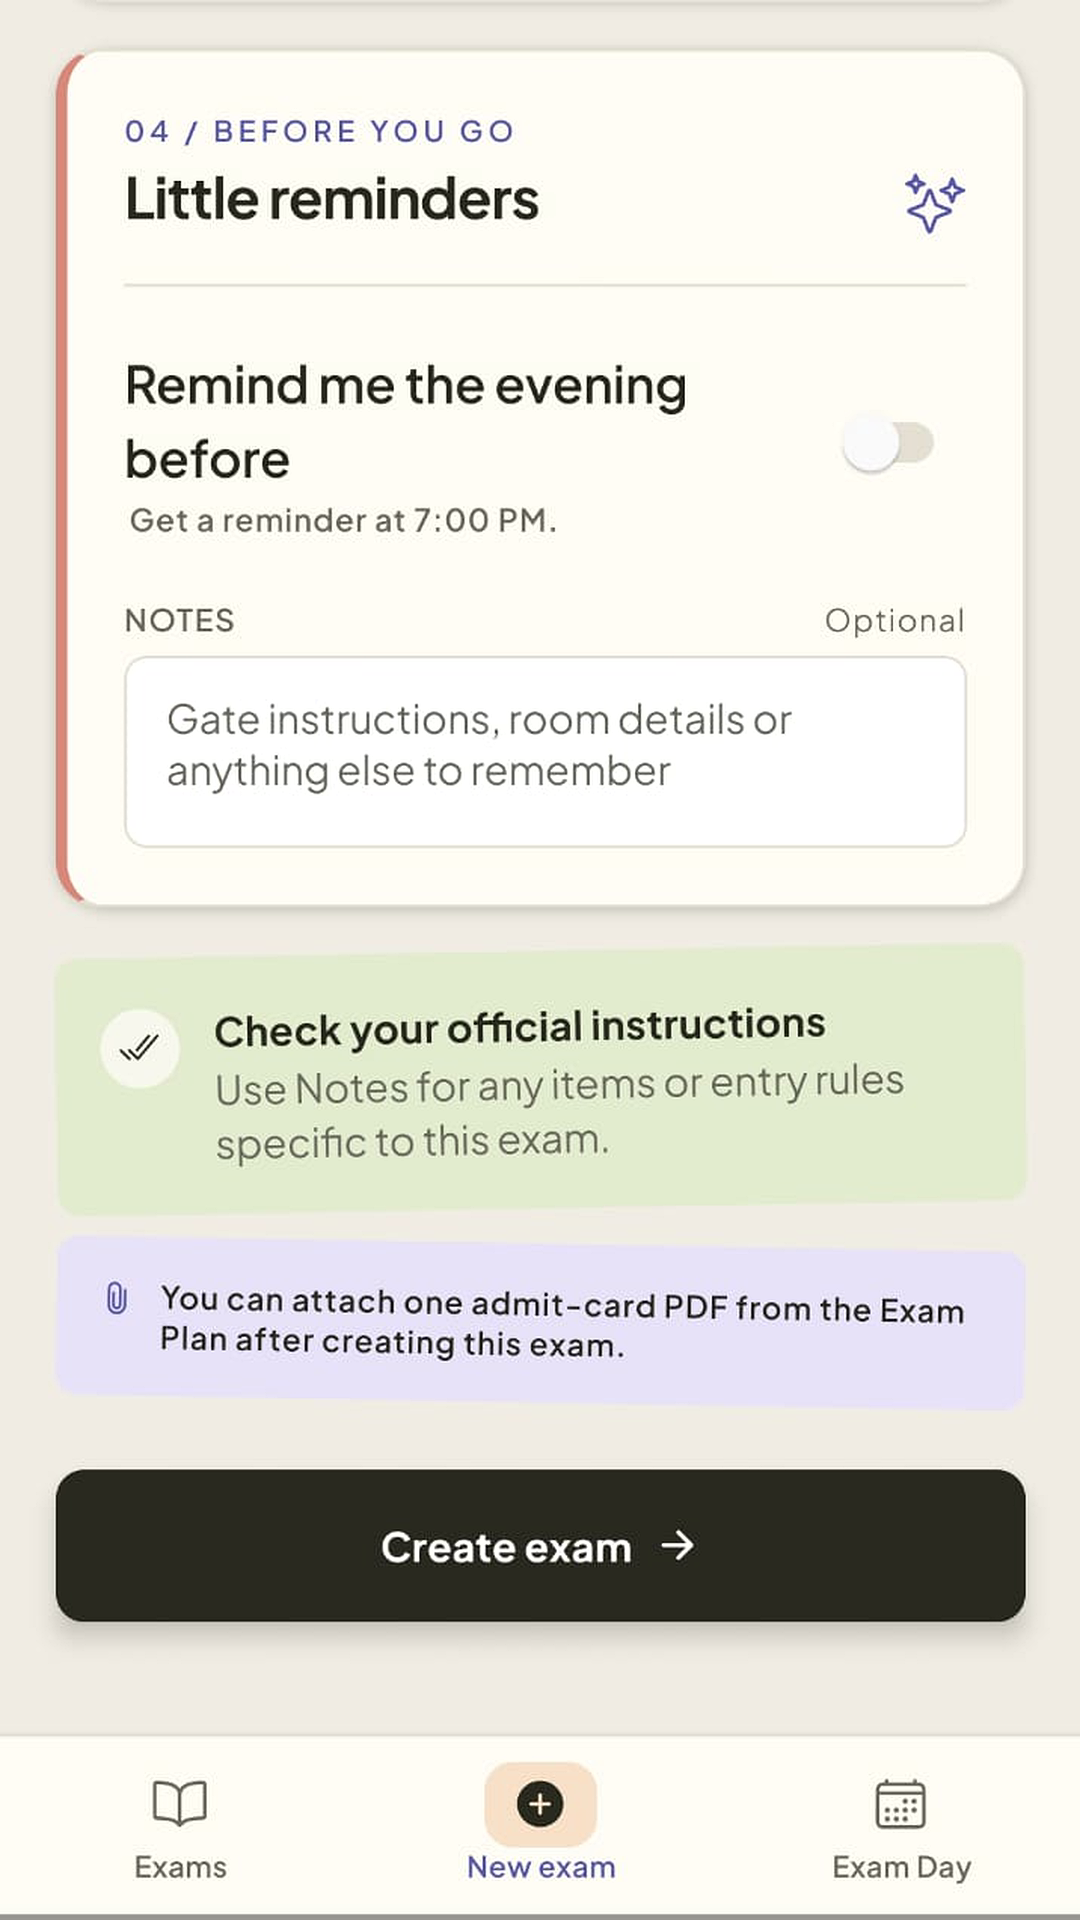 04 / BEFORE YOU GO
Little reminders
Remind me the evening
before
Get a reminder at 7:00 PM.
NOTES
Optional
Gate instructions, room details or
anything else to remember
Check your official instructions
Use Notes for any items or entry rules
specific to this exam.
You can attach one admit-card PDF from the Exam
Plan after creating this exam.
Create exam →
Exams
New exam
Exam Day